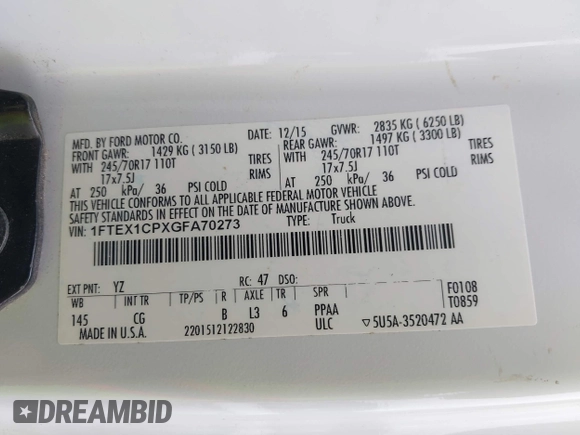 MFD. BY FORD MOTOR CO. DATE: 12/15 GVWR: 2835 KG ( 6250 LB)
FRONT GAWR: 1429 KG ( 3150 LB) REAR GAWR: 1497 KG ( 3300 LB)
WITH 245/70R17 110T TIRES WITH 245/70R17 110T TIRES
17x7.5J RIMS 17x7.5J RIMS
AT 250 kPa/ 36 PSI COLD AT 250 kPa/ 36 PSI COLD
THIS VEHICLE CONFORMS TO ALL APPLICABLE FEDERAL MOTOR VEHICLE
SAFETY STANDARDS IN EFFECT ON THE DATE OF MANUFACTURE SHOWN ABOVE.
VIN: 1FTEX1CPXGFA70273 TYPE: Truck
EXT PNT: YZ RC: 47 DSO: F0108
WB INT TR TP/PS R AXLE TR SPR T0859
145 CG B L3 6 PPAA
MADE IN U.S.A. 2201512122830 ULC ▽5U5A-3520472 AA
DREAMBID